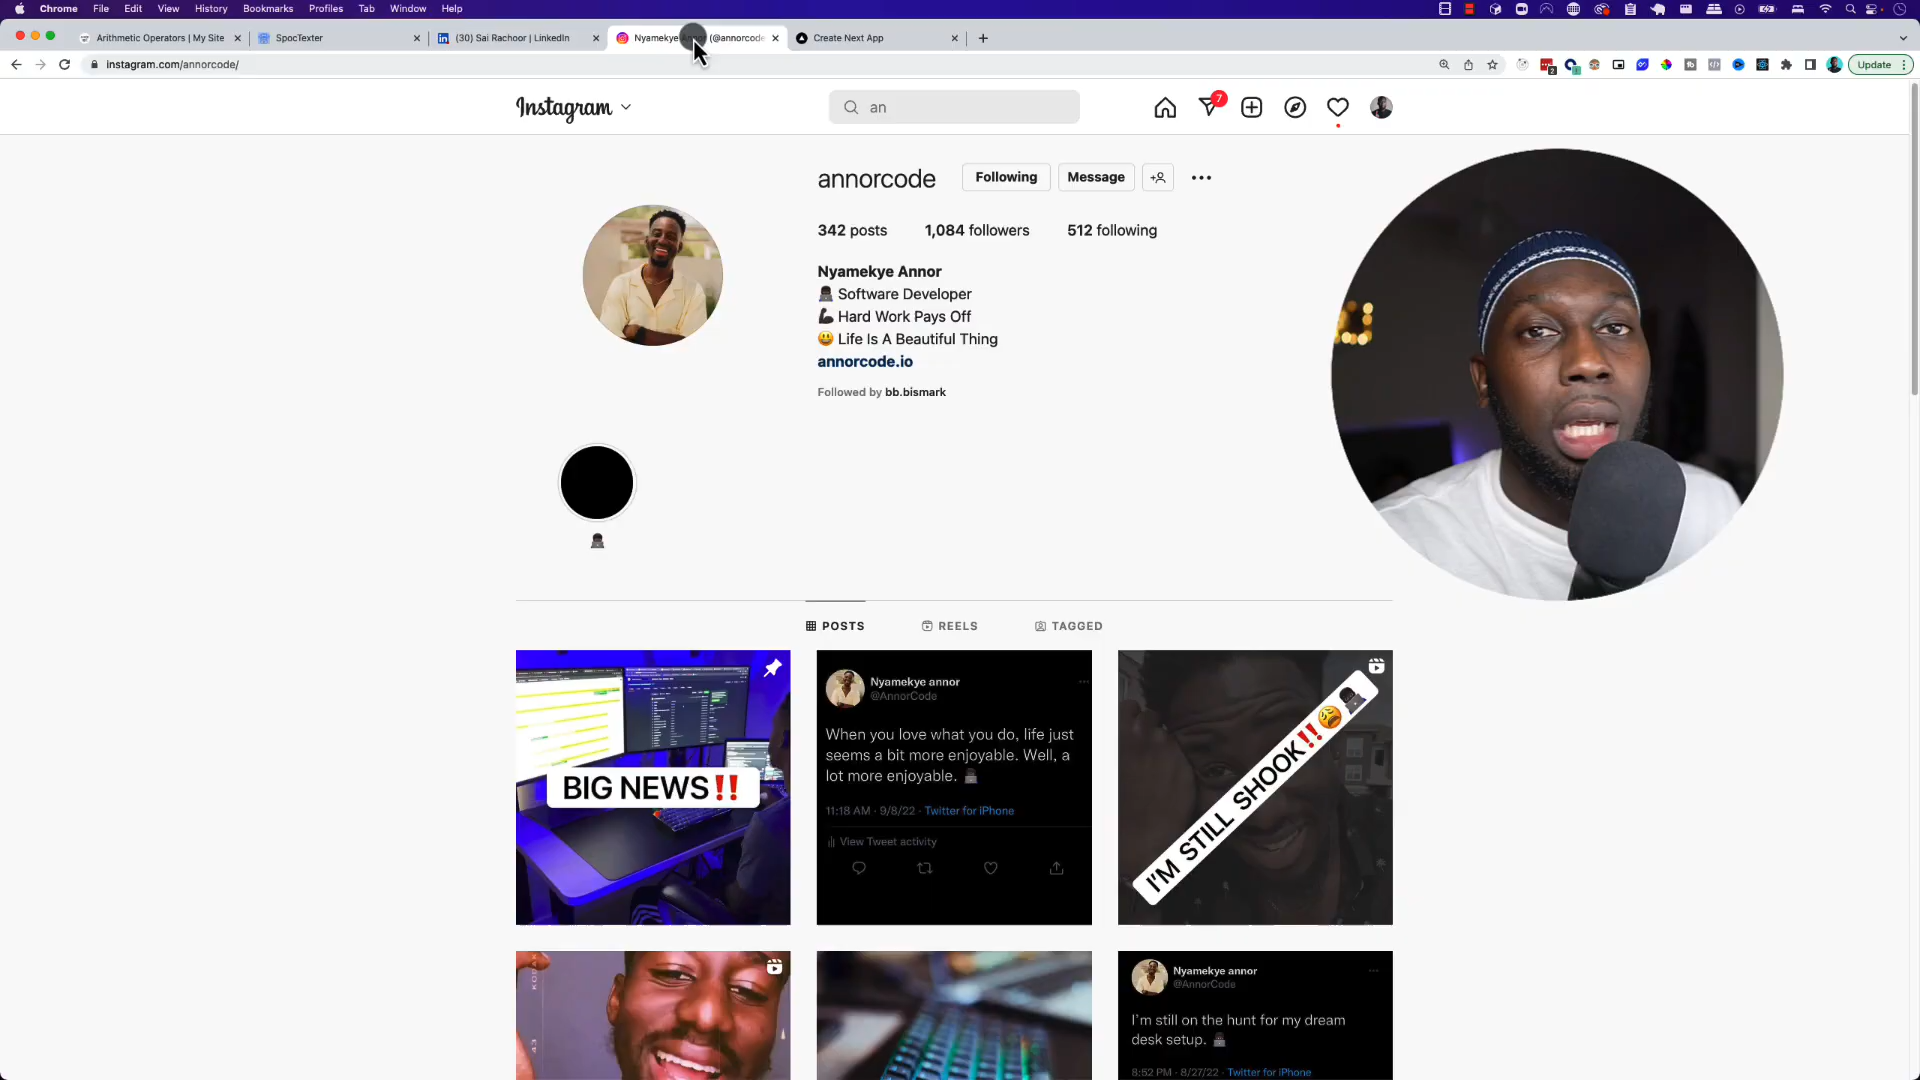 Chrome File Edit View History Bookmarks Profiles Tab Window Help
Arithmetic Operators | My Site
SpocTexter
(30) Sai Rachoor | LinkedIn
Nyamekye (@annorcode
Create Next App
instagram.com/annorcode/
2
1
Update
Instagram
an
7
annorcode
Following
Message
342 posts
1,084 followers
512 following
Nyamekye Annor
Software Developer
Hard Work Pays Off
Life Is A Beautiful Thing
annorcode.io
Followed by bb.bismark
POSTS
REELS
TAGGED
BIG NEWS‼️
Nyamekye annor
@AnnorCode
When you love what you do, life just
seems a bit more enjoyable. Well, a
lot more enjoyable.
11:18 AM · 9/8/22 · Twitter for iPhone
View Tweet activity
I'M STILL SHOOK‼️
KODAK
43
Nyamekye annor
@AnnorCode
I'm still on the hunt for my dream
desk setup.
8:52 PM · 8/27/22 · Twitter for iPhone